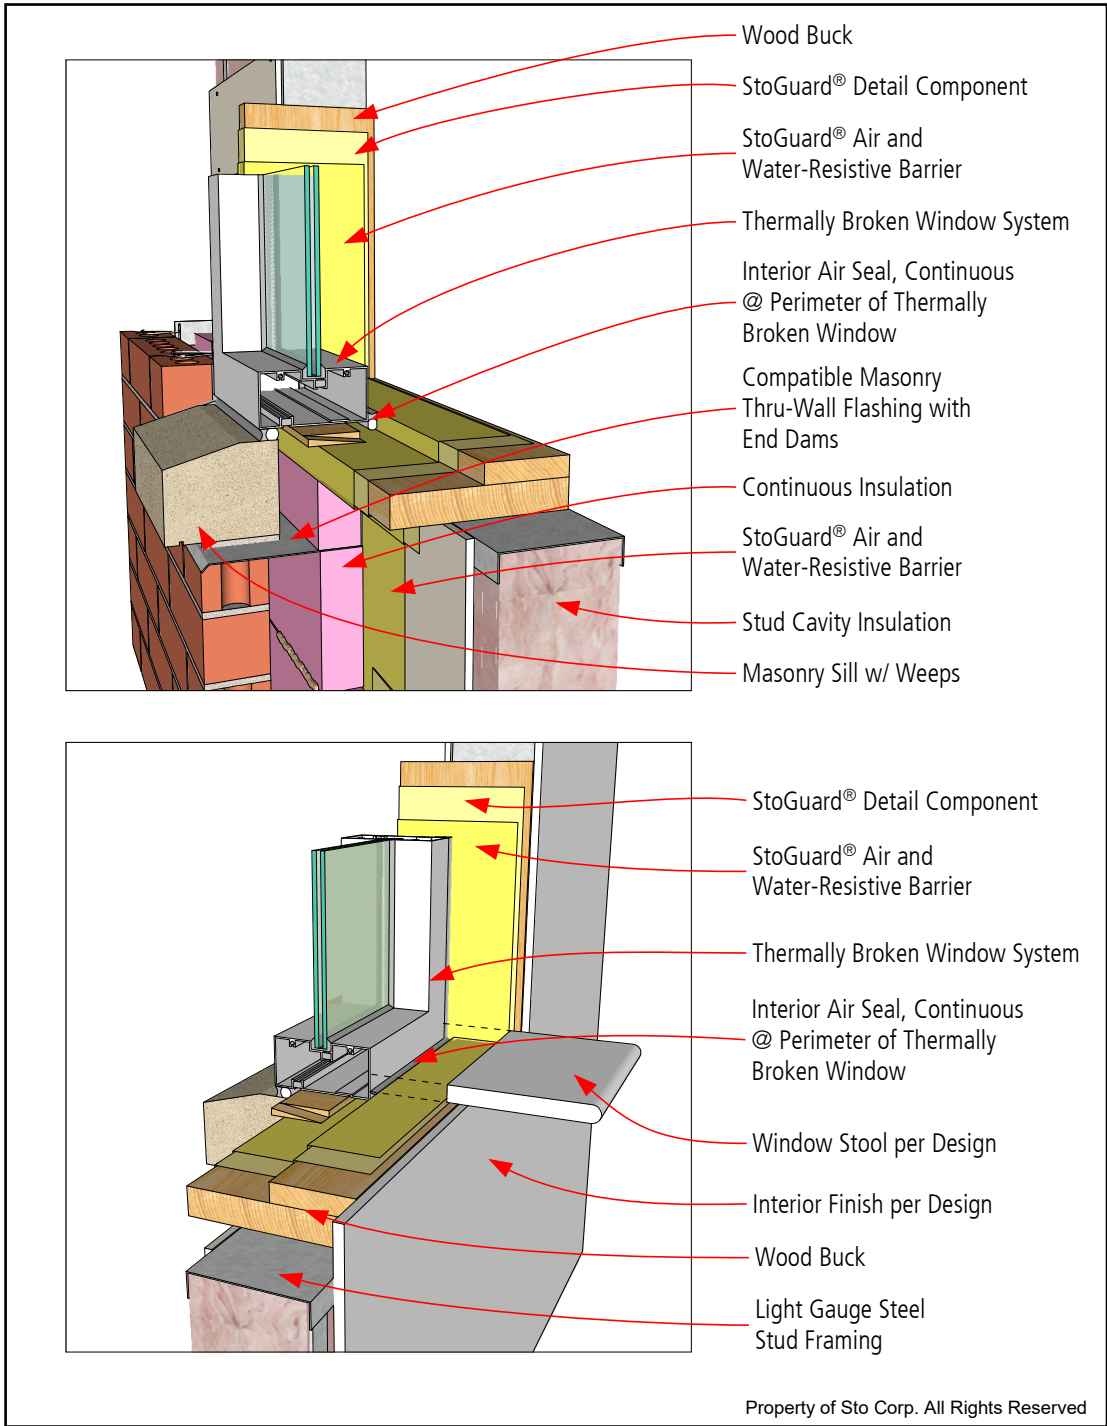 Wood Buck
StoGuard® Detail Component
StoGuard® Air and
Water-Resistive Barrier
Thermally Broken Window System
Interior Air Seal, Continuous
@ Perimeter of Thermally
Broken Window
Compatible Masonry
Thru-Wall Flashing with
End Dams
Continuous Insulation
StoGuard® Air and
Water-Resistive Barrier
Stud Cavity Insulation
Masonry Sill w/ Weeps
StoGuard® Detail Component
StoGuard® Air and
Water-Resistive Barrier
Thermally Broken Window System
Interior Air Seal, Continuous
@ Perimeter of Thermally
Broken Window
Window Stool per Design
Interior Finish per Design
Wood Buck
Light Gauge Steel
Stud Framing
Property of Sto Corp. All Rights Reserved